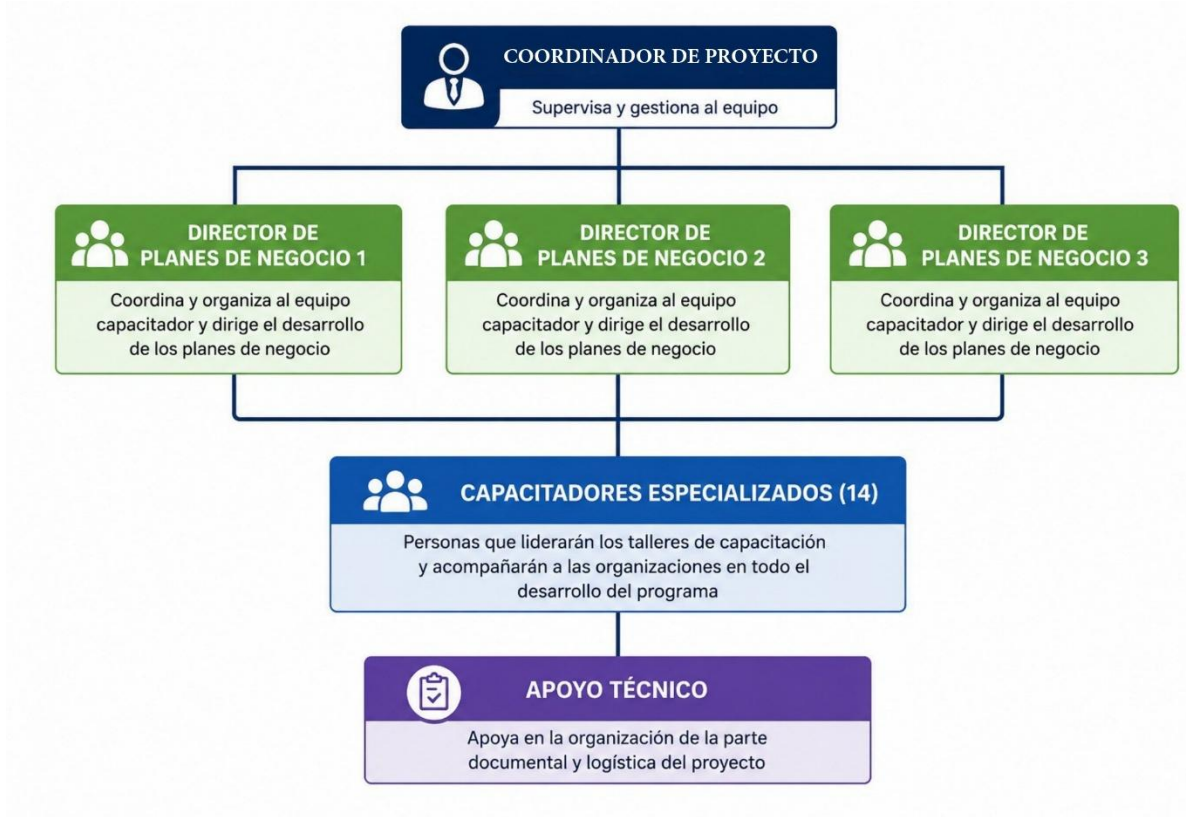 COORDINADOR DE PROYECTO
Supervisa y gestiona al equipo
DIRECTOR DE
PLANES DE NEGOCIO 1
Coordina y organiza al equipo
capacitador y dirige el desarrollo
de los planes de negocio
DIRECTOR DE
PLANES DE NEGOCIO 2
Coordina y organiza al equipo
capacitador y dirige el desarrollo
de los planes de negocio
DIRECTOR DE
PLANES DE NEGOCIO 3
Coordina y organiza al equipo
capacitador y dirige el desarrollo
de los planes de negocio
CAPACITADORES ESPECIALIZADOS (14)
Personas que liderarán los talleres de capacitación
y acompañarán a las organizaciones en todo el
desarrollo del programa
APOYO TÉCNICO
Apoya en la organización de la parte
documental y logística del proyecto